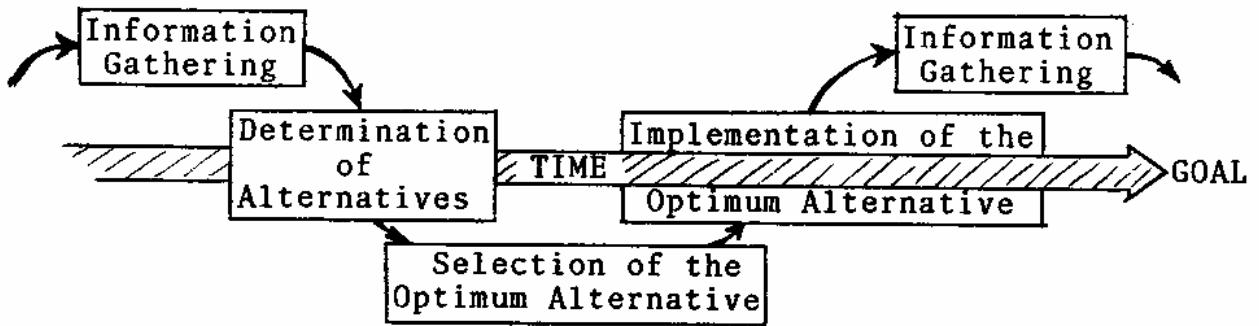 Information
Gathering
Determination
of
Alternatives
TIME
Selection of the
Optimum Alternative
Implementation of the
Optimum Alternative
Information
Gathering
GOAL